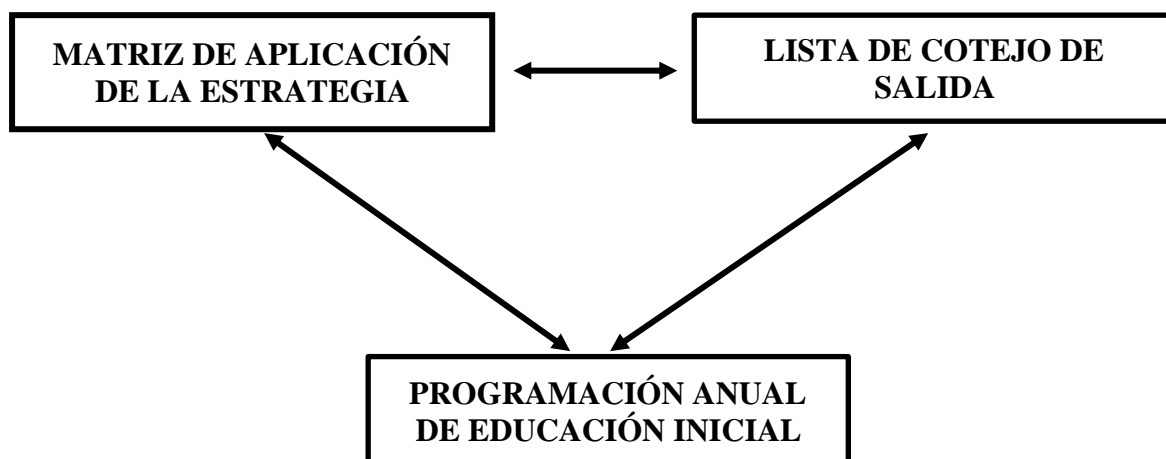 MATRIZ DE APLICACIÓN
DE LA ESTRATEGIA
LISTA DE COTEJO DE
SALIDA
PROGRAMACIÓN ANUAL
DE EDUCACIÓN INICIAL